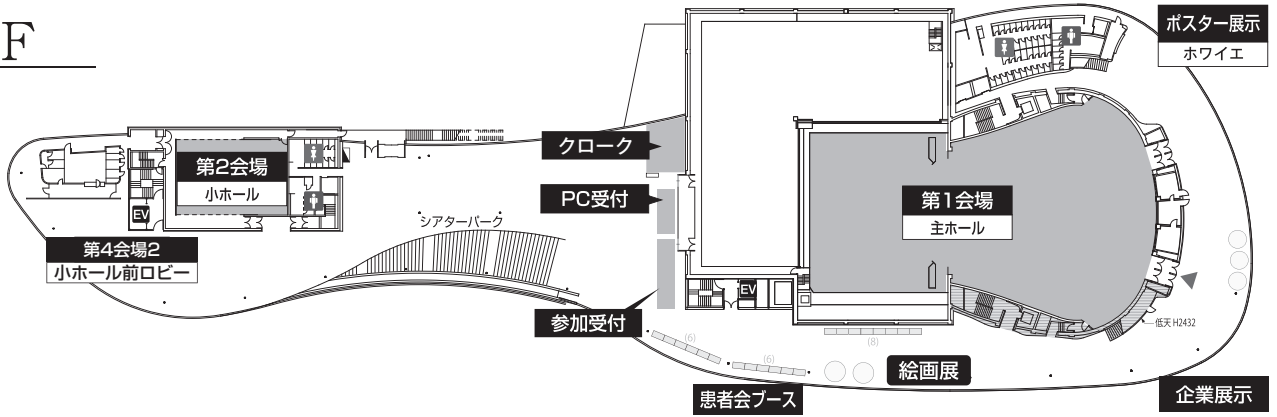 F
ポスター展示
ホワイエ
クローク
第2会場
小ホール
PC受付
第1会場
主ホール
EV
シアターパーク
第4会場2
小ホール前ロビー
EV
参加受付
低天 H2432
(6)
(8)
(6)
絵画展
患者会ブース
企業展示